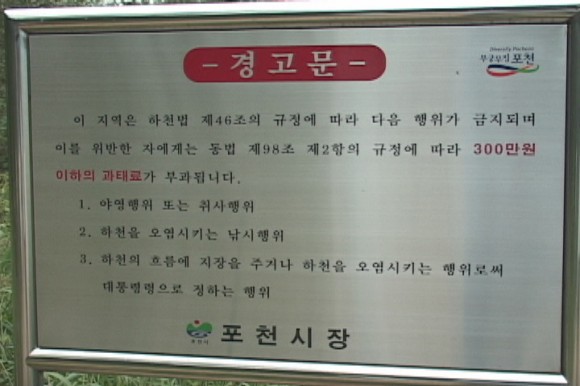 - 경고문 -
무궁무진 포천
이 지역은 하천법 제46조의 규정에 따라 다음 행위가 금지되며
이를 위반한 자에게는 동법 제98조 제2항의 규정에 따라 300만원
이하의 과태료가 부과됩니다.
1. 야영행위 또는 취사행위
2. 하천을 오염시키는 낚시행위
3. 하천의 흐름에 지장을 주거나 하천을 오염시키는 행위로써
대통령령으로 정하는 행위
포천시
포천시장